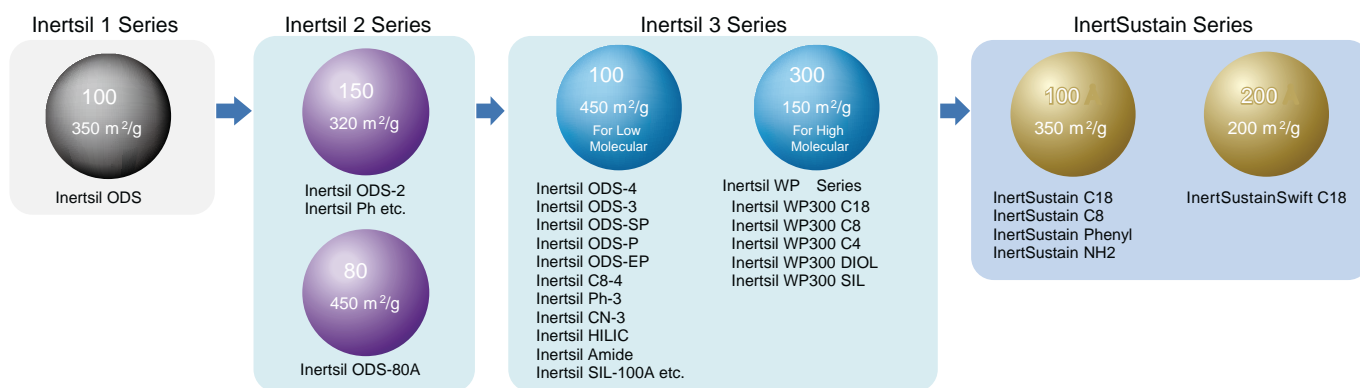 Inertsil 1 Series
100
350 m²/g
Inertsil ODS
Inertsil 2 Series
150
320 m²/g
Inertsil ODS-2
Inertsil Ph etc.
80
450 m²/g
Inertsil ODS-80A
Inertsil 3 Series
100
450 m²/g
For Low
Molecular
Inertsil ODS-4
Inertsil ODS-3
Inertsil ODS-SP
Inertsil ODS-P
Inertsil ODS-EP
Inertsil C8-4
Inertsil Ph-3
Inertsil CN-3
Inertsil HILIC
Inertsil Amide
Inertsil SIL-100A etc.
300
150 m²/g
For High
Molecular
Inertsil WP Series
Inertsil WP300 C18
Inertsil WP300 C8
Inertsil WP300 C4
Inertsil WP300 DIOL
Inertsil WP300 SIL
InertSustain Series
100 Å
350 m²/g
InertSustain C18
InertSustain C8
InertSustain Phenyl
InertSustain NH2
200 Å
200 m²/g
InertSustainSwift C18